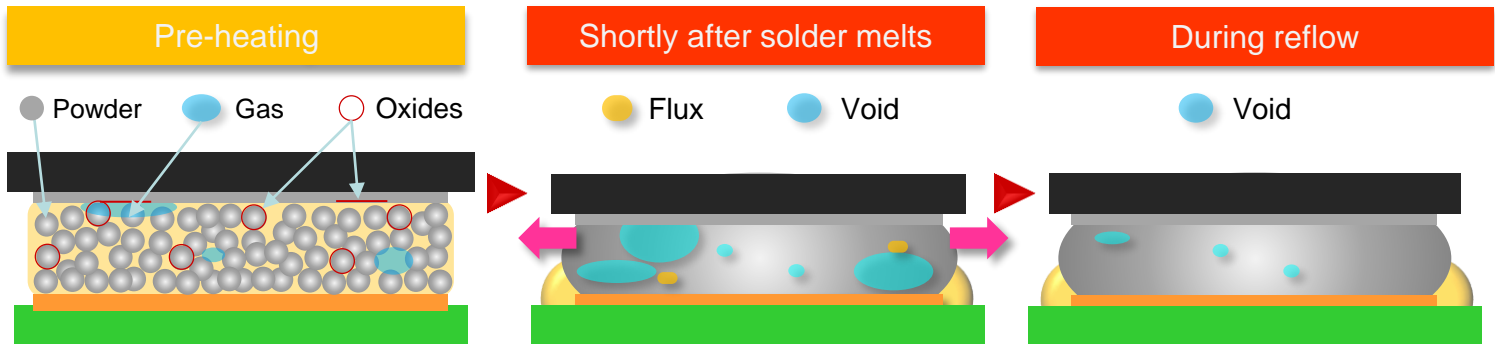 Pre-heating
Shortly after solder melts
During reflow
Powder
Gas
Oxides
Flux
Void
Void